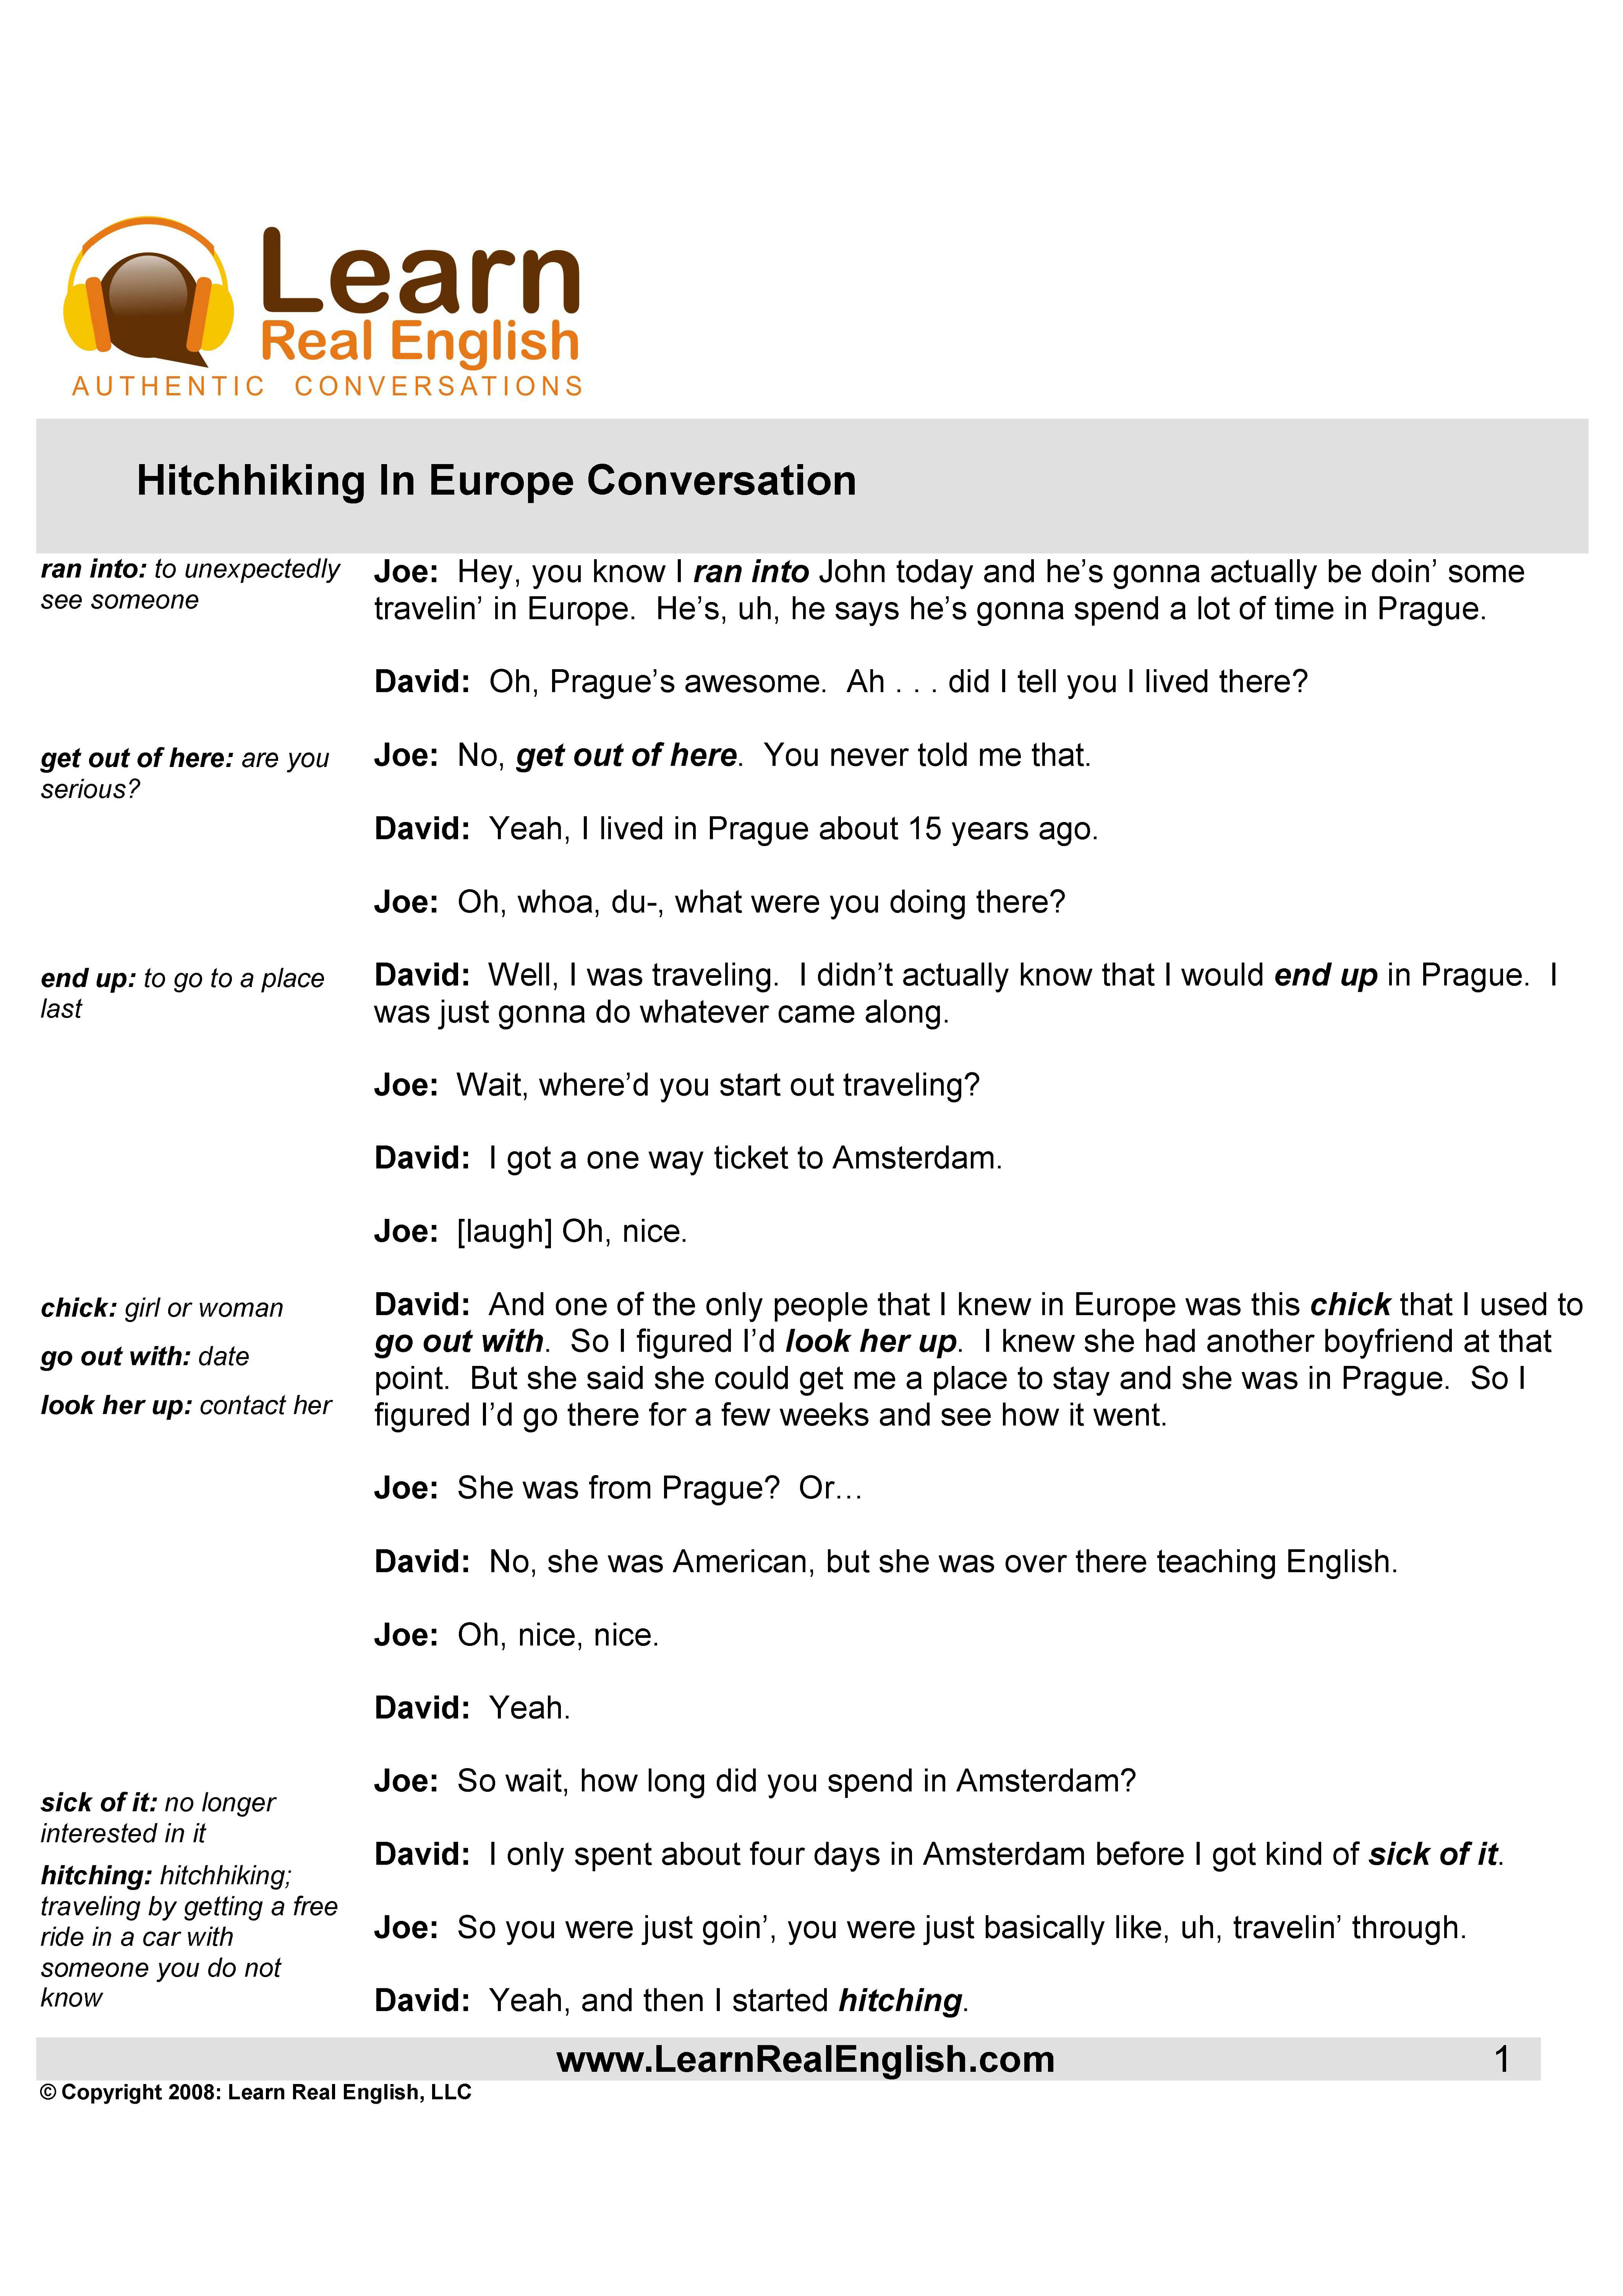 Learn
Real English
AUTHENTIC CONVERSATIONS
Hitchhiking In Europe Conversation
ran into: to unexpectedly
see someone
Joe: Hey, you know I ran into John today and he’s gonna actually be doin’ some
travelin’ in Europe. He’s, uh, he says he’s gonna spend a lot of time in Prague.
David: Oh, Prague’s awesome. Ah . . . did I tell you I lived there?
get out of here: are you
serious?
Joe: No, get out of here. You never told me that.
David: Yeah, I lived in Prague about 15 years ago.
Joe: Oh, whoa, du-, what were you doing there?
end up: to go to a place
last
David: Well, I was traveling. I didn’t actually know that I would end up in Prague. I
was just gonna do whatever came along.
Joe: Wait, where’d you start out traveling?
David: I got a one way ticket to Amsterdam.
Joe: [laugh] Oh, nice.
chick: girl or woman
go out with: date
look her up: contact her
David: And one of the only people that I knew in Europe was this chick that I used to
go out with. So I figured I’d look her up. I knew she had another boyfriend at that
point. But she said she could get me a place to stay and she was in Prague. So I
figured I’d go there for a few weeks and see how it went.
Joe: She was from Prague? Or…
David: No, she was American, but she was over there teaching English.
Joe: Oh, nice, nice.
David: Yeah.
Joe: So wait, how long did you spend in Amsterdam?
sick of it: no longer
interested in it
David: I only spent about four days in Amsterdam before I got kind of sick of it.
hitching: hitchhiking;
traveling by getting a free
ride in a car with
someone you do not
know
Joe: So you were just goin’, you were just basically like, uh, travelin’ through.
David: Yeah, and then I started hitching.
www.LearnRealEnglish.com 1
© Copyright 2008: Learn Real English, LLC